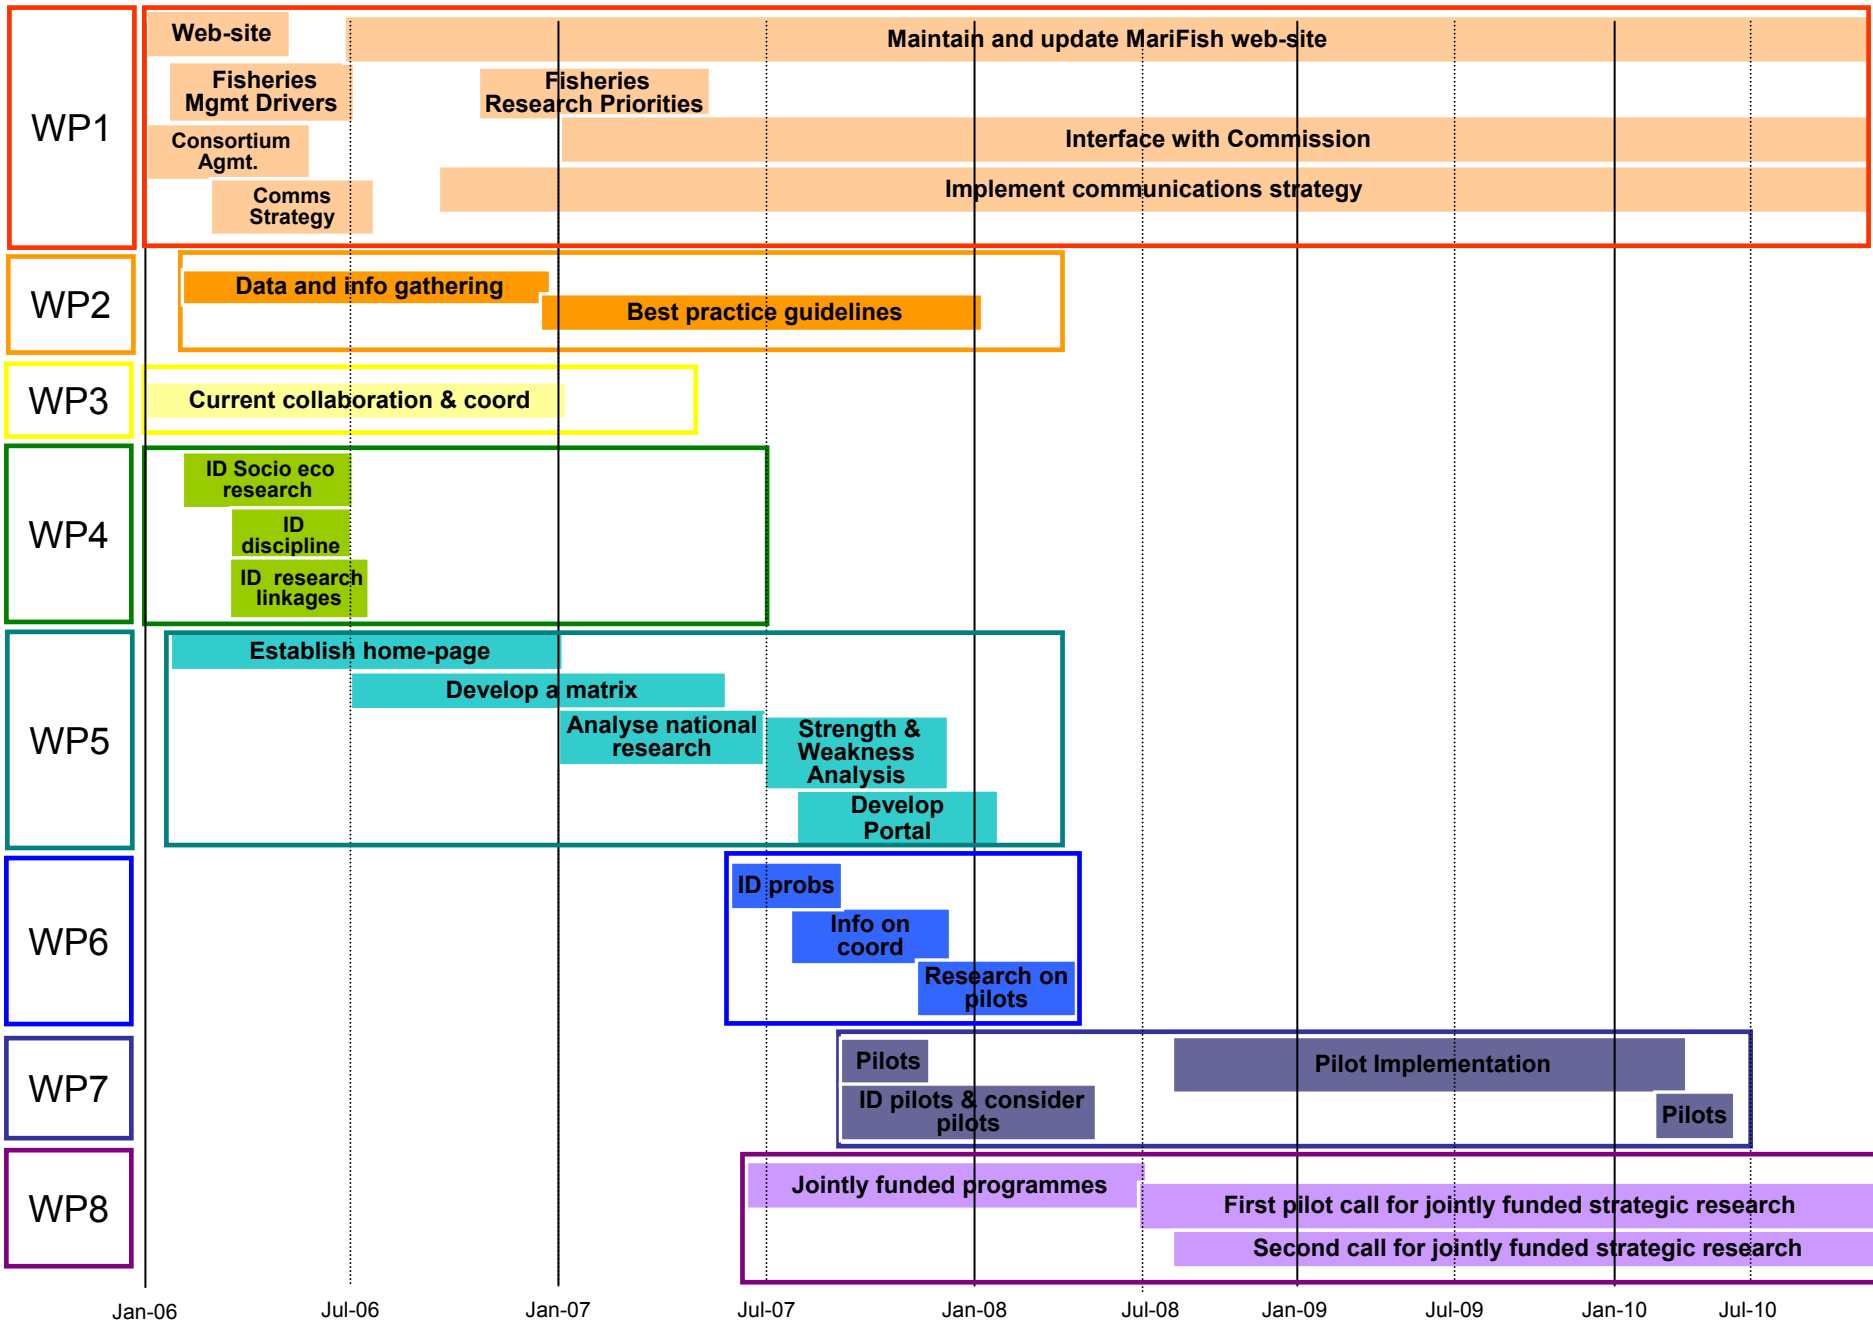 WP1
Web-site
Maintain and update MariFish web-site
Fisheries
Mgmt Drivers
Fisheries
Research Priorities
Consortium
Agmt.
Interface with Commission
Comms
Strategy
Implement communications strategy
WP2
Data and info gathering
Best practice guidelines
WP3
Current collaboration & coord
WP4
ID Socio eco
research
ID
discipline
ID research
linkages
WP5
Establish home-page
Develop a matrix
Analyse national
research
Strength &
Weakness
Analysis
Develop
Portal
WP6
ID probs
Info on
coord
Research on
pilots
WP7
Pilots
Pilot Implementation
ID pilots & consider
pilots
Pilots
WP8
Jointly funded programmes
First pilot call for jointly funded strategic research
Second call for jointly funded strategic research
Jan-06 Jul-06 Jan-07 Jul-07 Jan-08 Jul-08 Jan-09 Jul-09 Jan-10 Jul-10